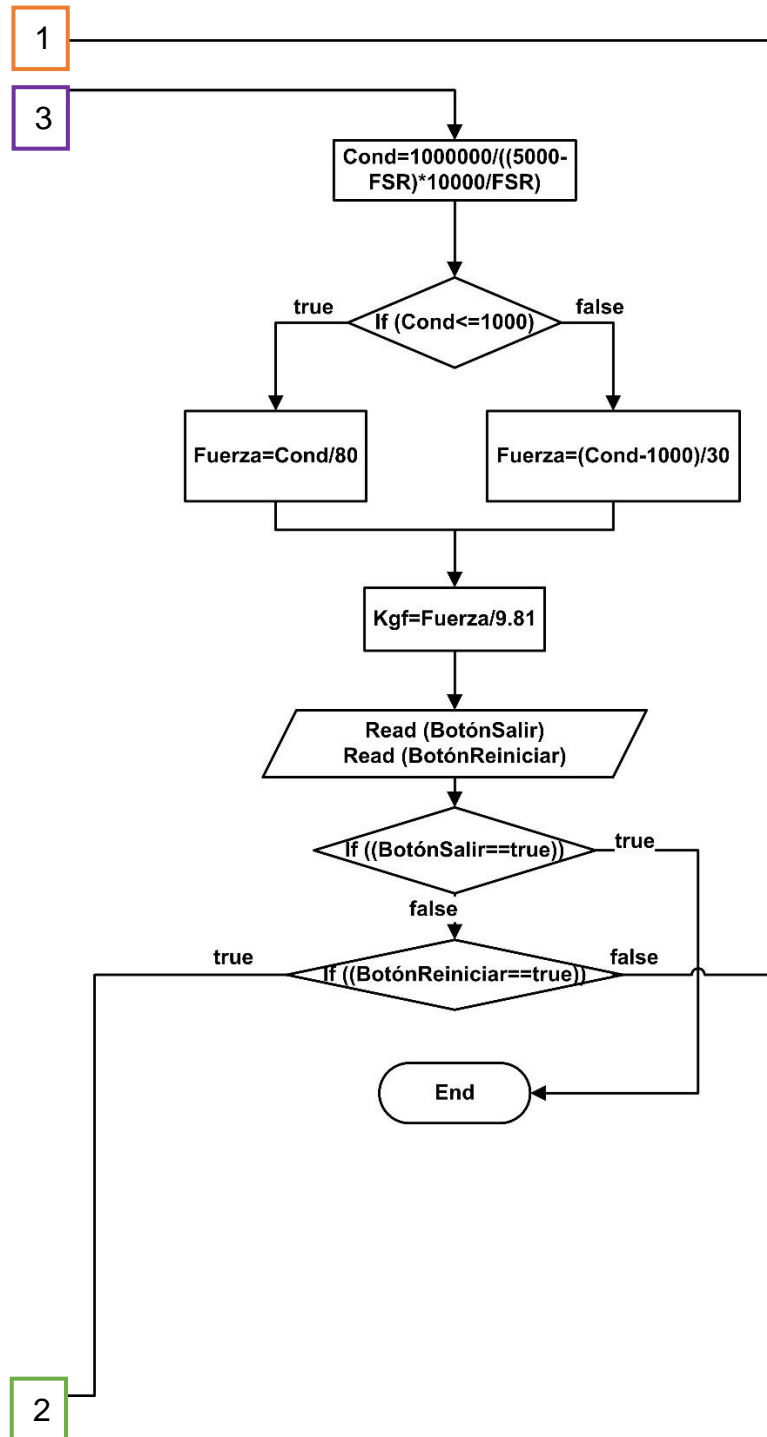 1
3
Cond=1000000/((5000-
FSR)*10000/FSR)
true
false
If (Cond<=1000)
Fuerza=Cond/80
Fuerza=(Cond-1000)/30
Kgf=Fuerza/9.81
Read (BotónSalir)
Read (BotónReiniciar)
If ((BotónSalir==true))
true
false
true
If ((BotónReiniciar==true))
false
End
2